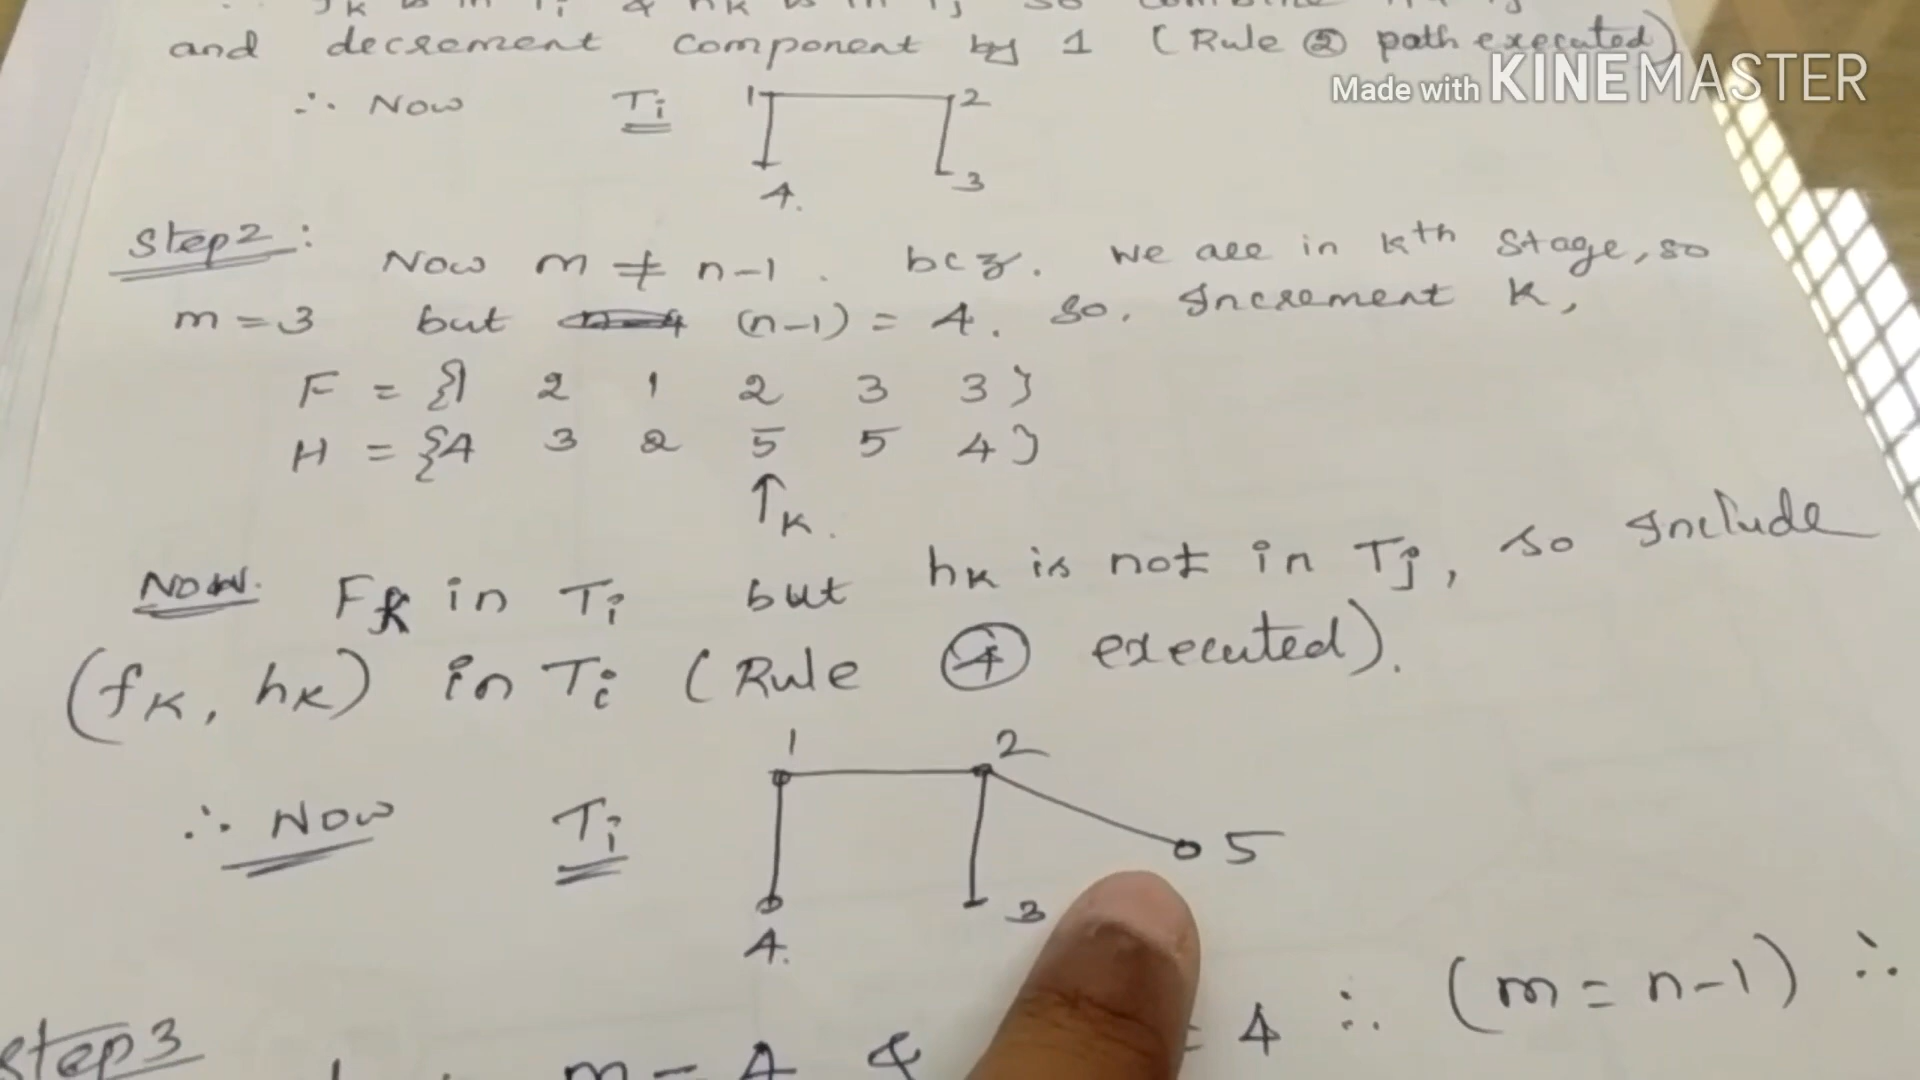 and decrement component by 1 (Rule ② path executed)
Made with KINEMASTER
∴ Now Ti 1 2
4. 3
Step2:
Now m ≠ n-1. bcz. we are in kth stage, so
m = 3 but (n-1) = 4. so. Increment K,
F = {1 2 1 2 3 3}
H = {4 3 2 5 5 4}
↑K.
Now. FK in Ti but hK is not in Tj, so Include
(fK, hK) in Ti (Rule ④ executed).
1 2
∴ Now Ti 5
4. 3
= 4 ∴ (m = n-1) ∴
Step3
m = 4 &